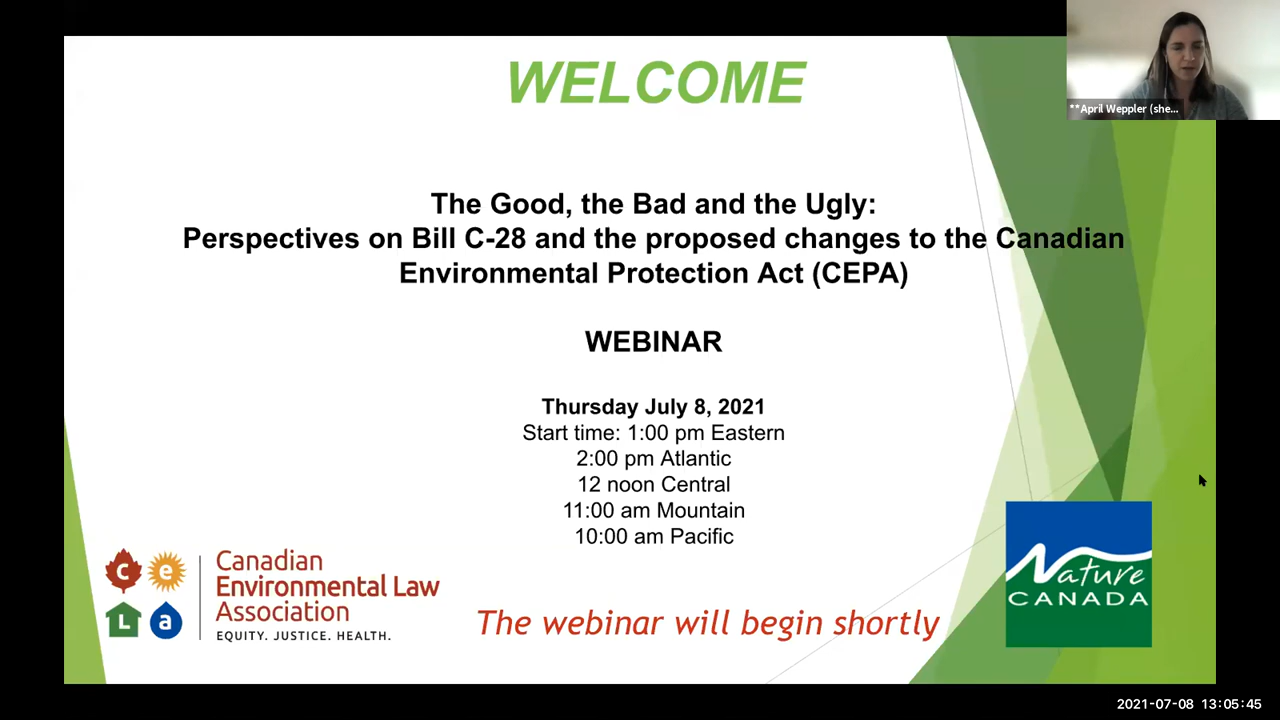 WELCOME
**April Weppler (she...
The Good, the Bad and the Ugly:
Perspectives on Bill C-28 and the proposed changes to the Canadian
Environmental Protection Act (CEPA)
WEBINAR
Thursday July 8, 2021
Start time: 1:00 pm Eastern
2:00 pm Atlantic
12 noon Central
11:00 am Mountain
10:00 am Pacific
c e
L a
Canadian
Environmental Law
Association
EQUITY. JUSTICE. HEALTH.
The webinar will begin shortly
Nature
CANADA
2021-07-08 13:05:45